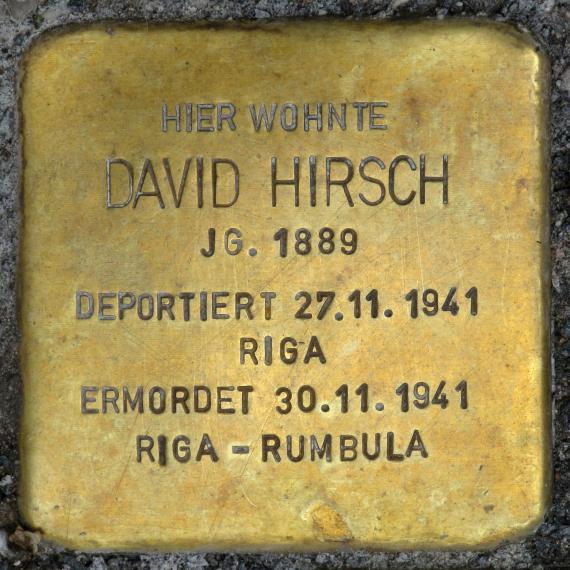 HIER WOHNTE
DAVID HIRSCH
JG. 1889
DEPORTIERT 27.11.1941
RIGA
ERMORDET 30.11.1941
RIGA - RUMBULA